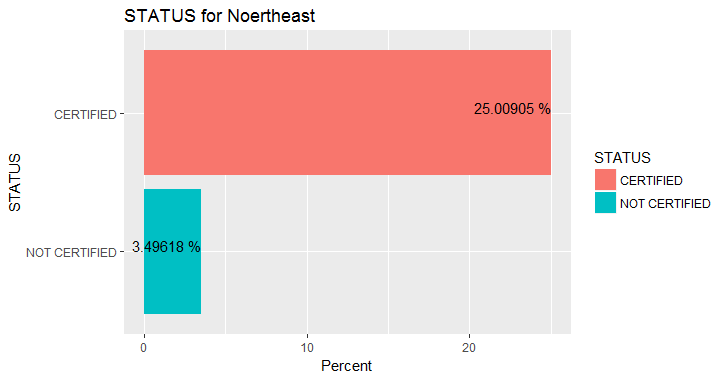 STATUS for Noertheast
STATUS
CERTIFIED
25.00905 %
NOT CERTIFIED
3.49618 %
0
10
20
Percent
STATUS
CERTIFIED
NOT CERTIFIED